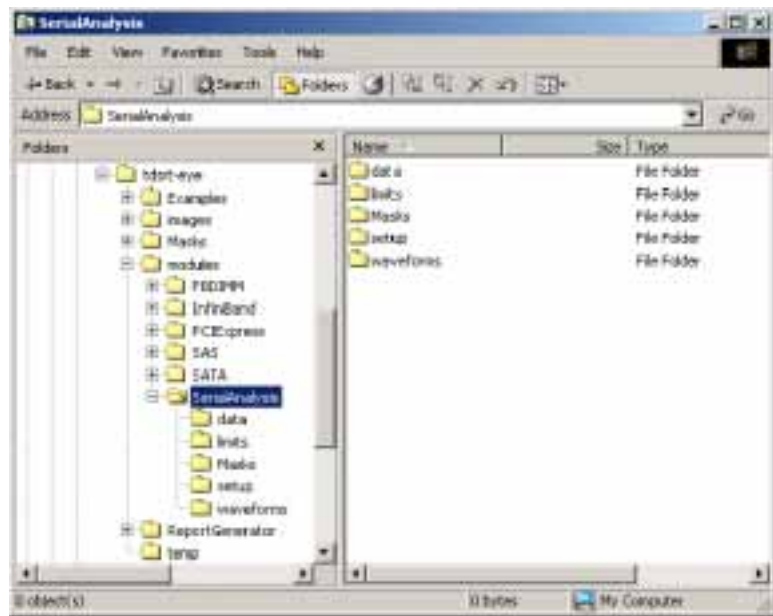 SerialAnalysis
File Edit View Favorites Tools Help
Back Search Folders
Address SerialAnalysis Go
Folders
Name Size Type
tdsrt-eye
Examples
images
Masks
modules
FBDIMM
InfiniBand
PCIExpress
SAS
SATA
SerialAnalysis
data
limits
Masks
setup
waveforms
ReportGenerator
temp
data File Folder
limits File Folder
Masks File Folder
setup File Folder
waveforms File Folder
object(s) 0 bytes My Computer